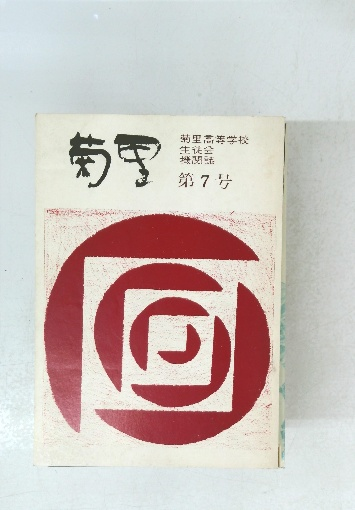 菊里
菊里高等学校
生徒会
機関誌
第7号